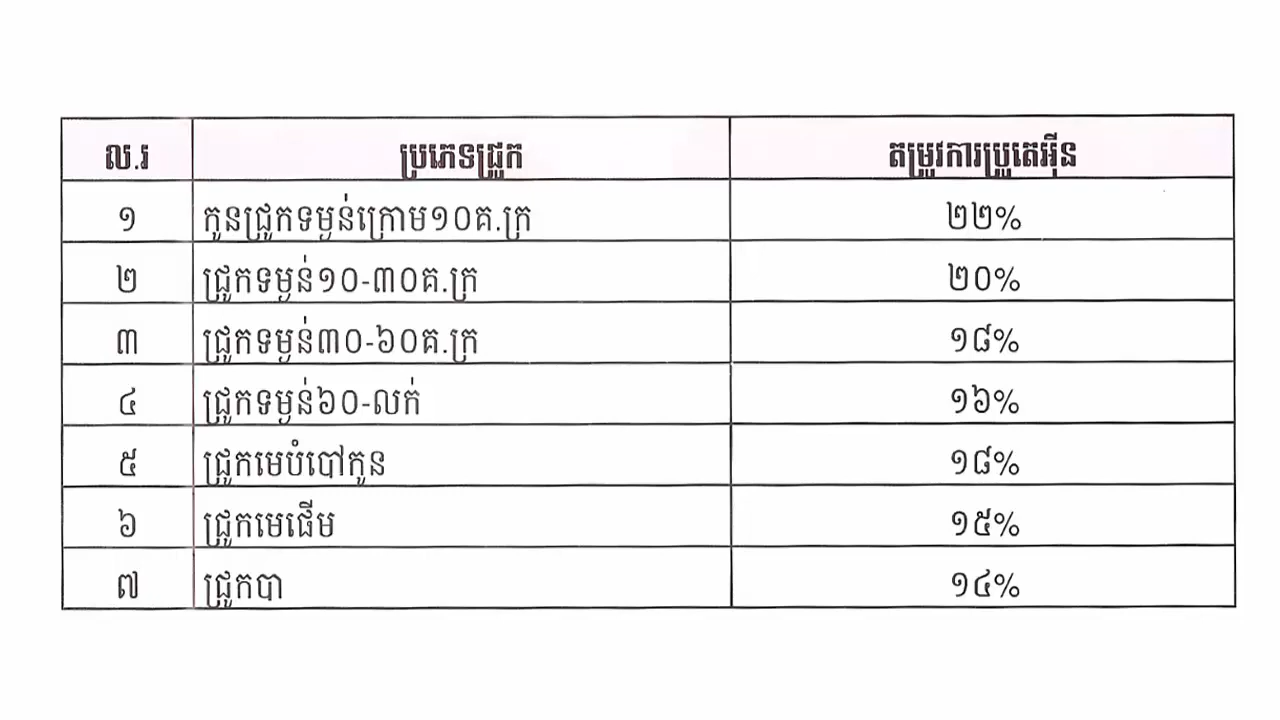 ល.រ ប្រភេទជ្រូក តម្រូវការប្រូតេអ៊ីន
១ កូនជ្រូកទម្ងន់ក្រោម១០គ.ក្រ ២២%
២ ជ្រូកទម្ងន់១០-៣០គ.ក្រ ២០%
៣ ជ្រូកទម្ងន់៣០-៦០គ.ក្រ ១៨%
៤ ជ្រូកទម្ងន់៦០-លក់ ១៦%
៥ ជ្រូកមេបំបៅកូន ១៨%
៦ ជ្រូកមេផើម ១៥%
៧ ជ្រូកបា ១៤%